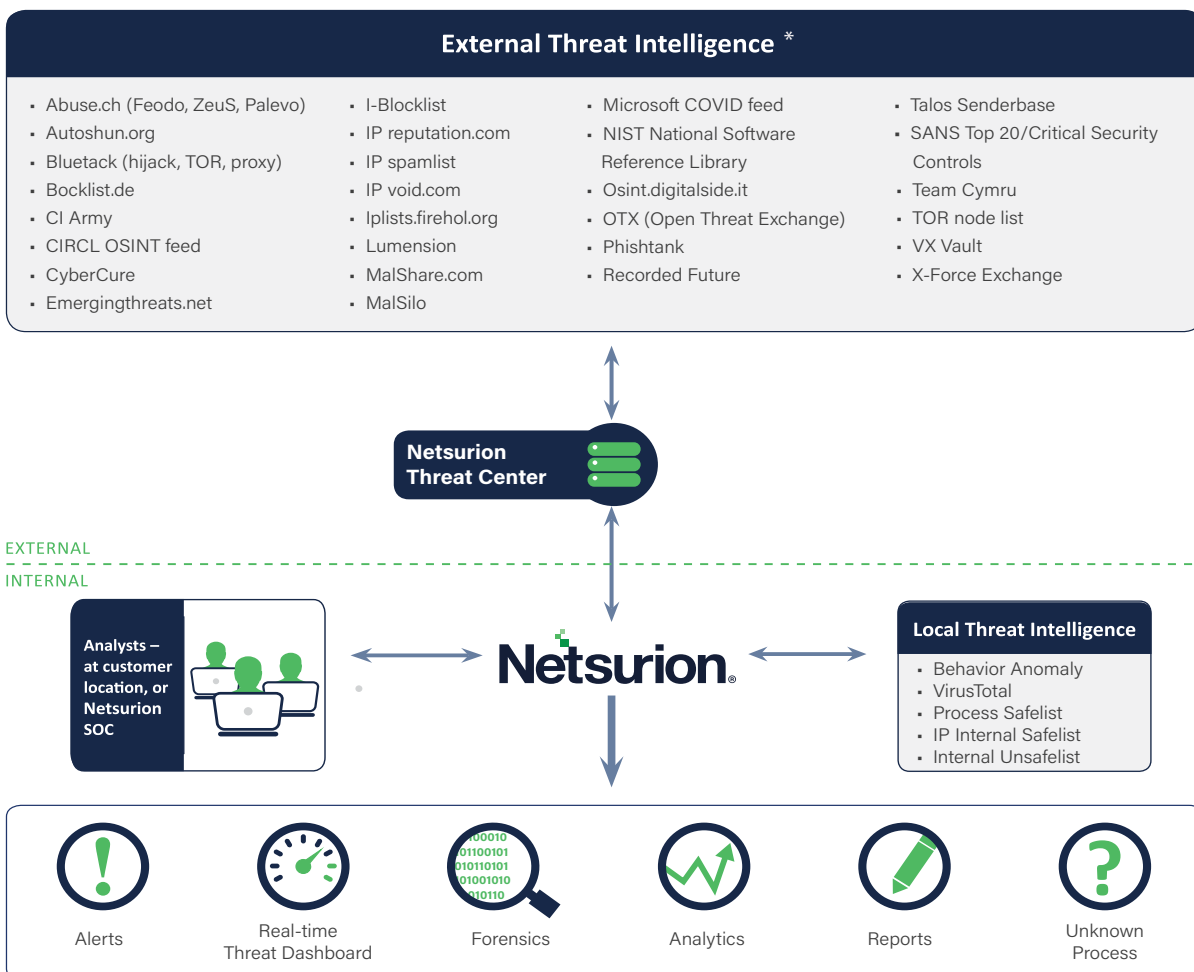 External Threat Intelligence *
▪ Abuse.ch (Feodo, ZeuS, Palevo)
▪ Autoshun.org
▪ Bluetack (hijack, TOR, proxy)
▪ Bocklist.de
▪ CI Army
▪ CIRCL OSINT feed
▪ CyberCure
▪ Emergingthreats.net
▪ I-Blocklist
▪ IP reputation.com
▪ IP spamlist
▪ IP void.com
▪ Iplists.firehol.org
▪ Lumension
▪ MalShare.com
▪ MalSilo
▪ Microsoft COVID feed
▪ NIST National Software
Reference Library
▪ Osint.digitalside.it
▪ OTX (Open Threat Exchange)
▪ Phishtank
▪ Recorded Future
▪ Talos Senderbase
▪ SANS Top 20/Critical Security
Controls
▪ Team Cymru
▪ TOR node list
▪ VX Vault
▪ X-Force Exchange
Netsurion
Threat Center
EXTERNAL
INTERNAL
Analysts –
at customer
location, or
Netsurion
SOC
Netsurion®
Local Threat Intelligence
▪ Behavior Anomaly
▪ VirusTotal
▪ Process Safelist
▪ IP Internal Safelist
▪ Internal Unsafelist
100010
01100101
010110101
01001010
010110
Alerts
Real-time
Threat Dashboard
Forensics
Analytics
Reports
Unknown
Process